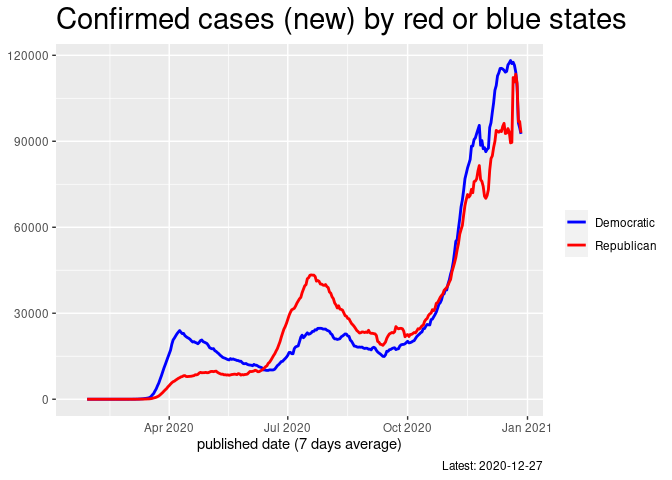 Confirmed cases (new) by red or blue states
120000
90000
60000
30000
0
Apr 2020
Jul 2020
Oct 2020
Jan 2021
published date (7 days average)
Democratic
Republican
Latest: 2020-12-27